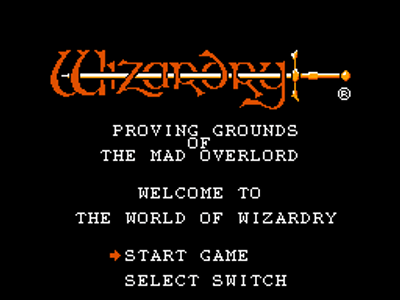 Wizardry®
PROVING GROUNDS
OF
THE MAD OVERLORD
WELCOME TO
THE WORLD OF WIZARDRY
START GAME
SELECT SWITCH